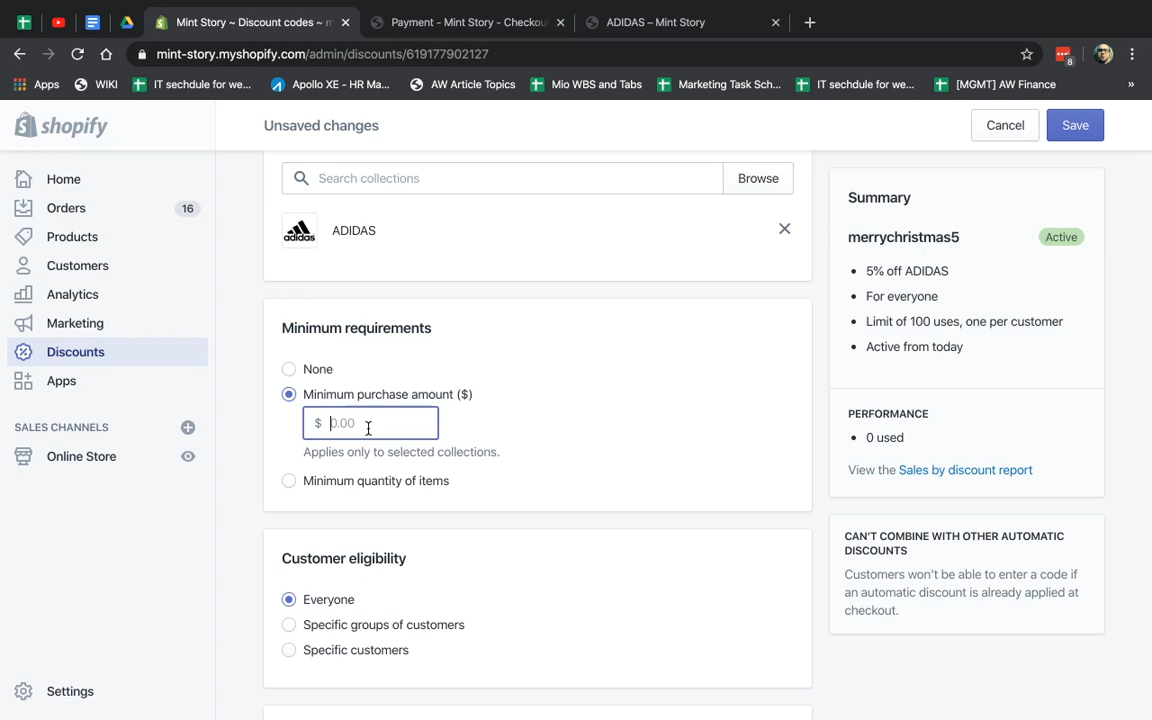 Mint Story ~ Discount codes ~ m
Payment - Mint Story - Checkou
ADIDAS – Mint Story
mint-story.myshopify.com/admin/discounts/619177902127
8
Apps
WIKI
IT sechdule for we...
Apollo XE - HR Ma...
AW Article Topics
Mio WBS and Tabs
Marketing Task Sch...
IT sechdule for we...
[MGMT] AW Finance
»
shopify
Unsaved changes
Cancel
Save
Home
Orders
16
Products
Customers
Analytics
Marketing
Discounts
Apps
SALES CHANNELS
Online Store
Settings
Search collections
Browse
adidas
ADIDAS
Minimum requirements
None
Minimum purchase amount ($)
$ 0.00
Applies only to selected collections.
Minimum quantity of items
Customer eligibility
Everyone
Specific groups of customers
Specific customers
Summary
merrychristmas5
Active
• 5% off ADIDAS
• For everyone
• Limit of 100 uses, one per customer
• Active from today
PERFORMANCE
• 0 used
View the Sales by discount report
CAN'T COMBINE WITH OTHER AUTOMATIC
DISCOUNTS
Customers won't be able to enter a code if
an automatic discount is already applied at
checkout.